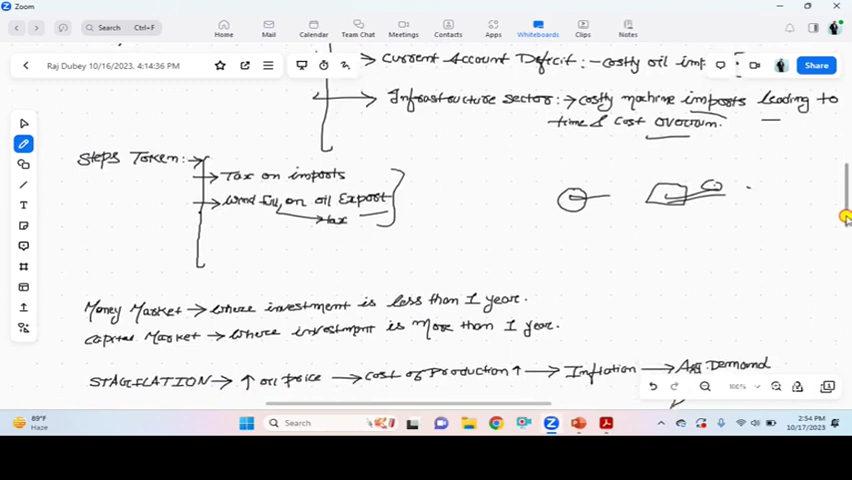 Zoom
Search Ctrl+F
Home
Mail
Calendar
Team Chat
Meetings
Contacts
Apps
Whiteboards
Clips
Notes
Raj Dubey 10/16/2023, 4:14:36 PM
Share
Current Account Deficit:- costly oil imp
Infrastructure sector:→ costly machine imports leading to
time & cost overrun.
Steps Token:→
→ Tax on imports
→ Wind fill, on oil Export
→ tax
Money Market → where investment is less than 1 year.
Capital Market → where investment is more than 1 year.
STAGFLATION → ↑ oil price → cost of Production ↑ → Inflation → Demand
100%
89°F
Haze
Search
2:54 PM
10/17/2023